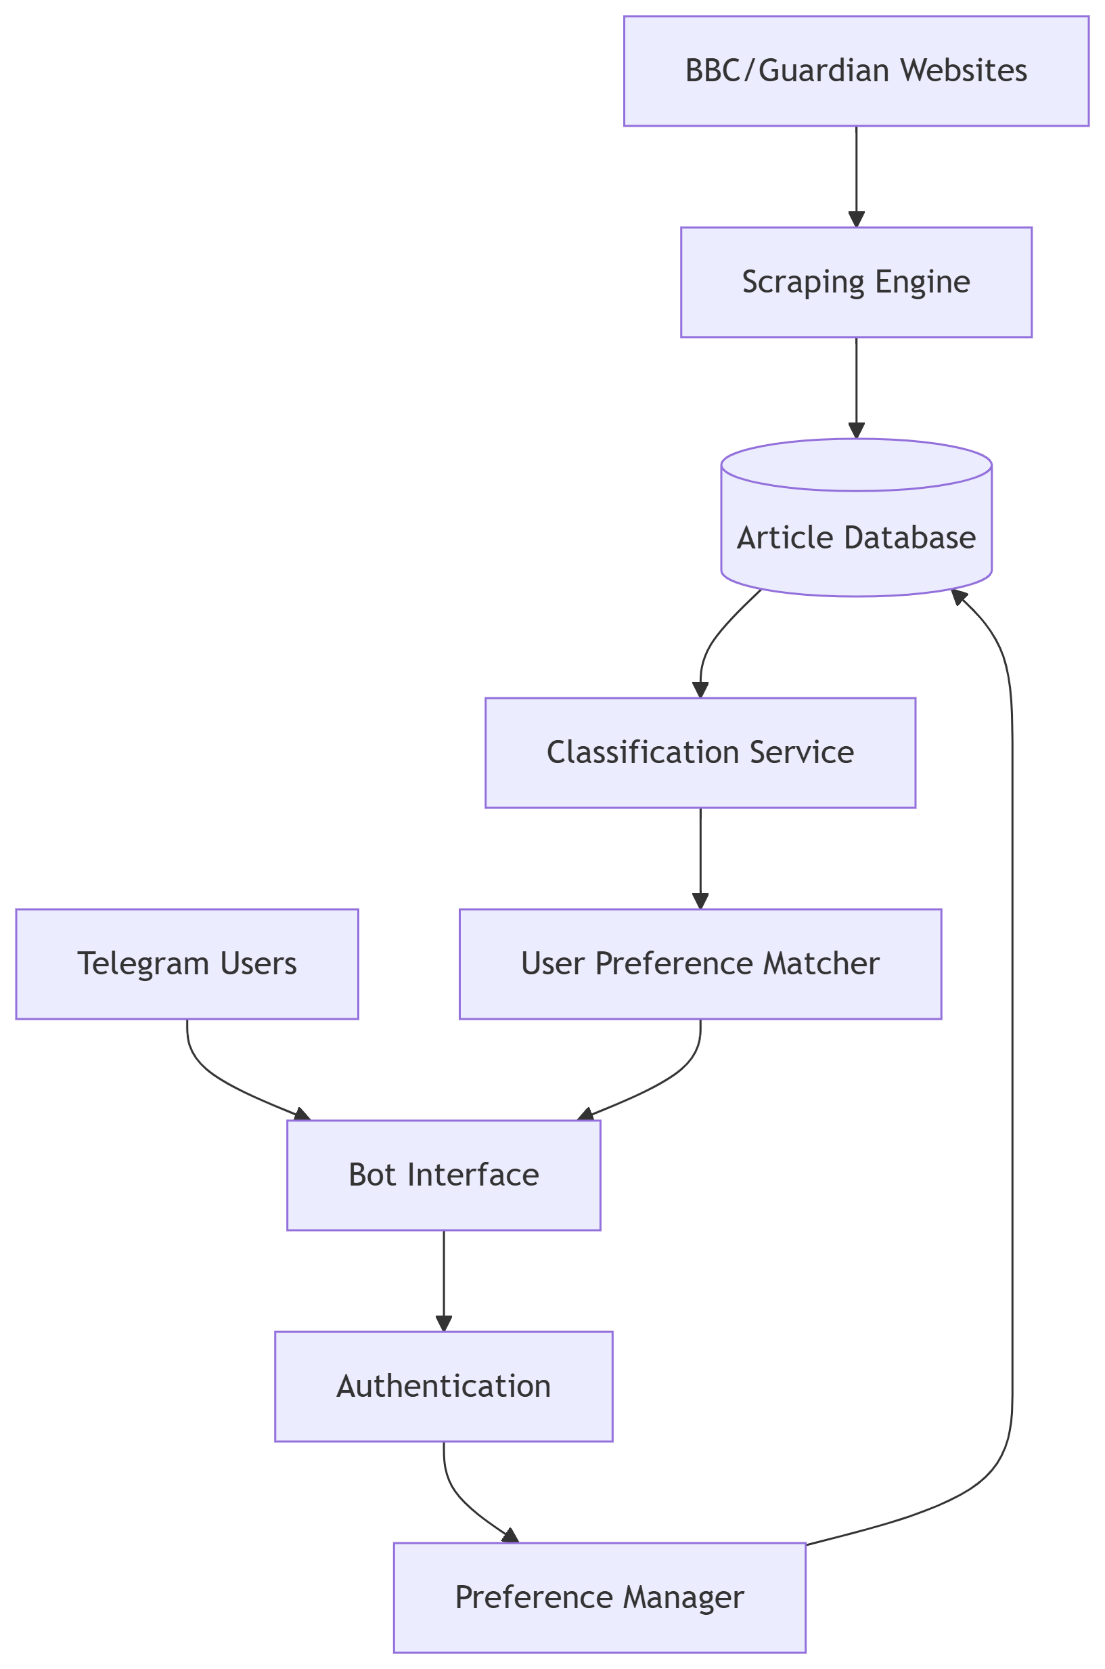 BBC/Guardian Websites
Scraping Engine
Article Database
Classification Service
Telegram Users
User Preference Matcher
Bot Interface
Authentication
Preference Manager